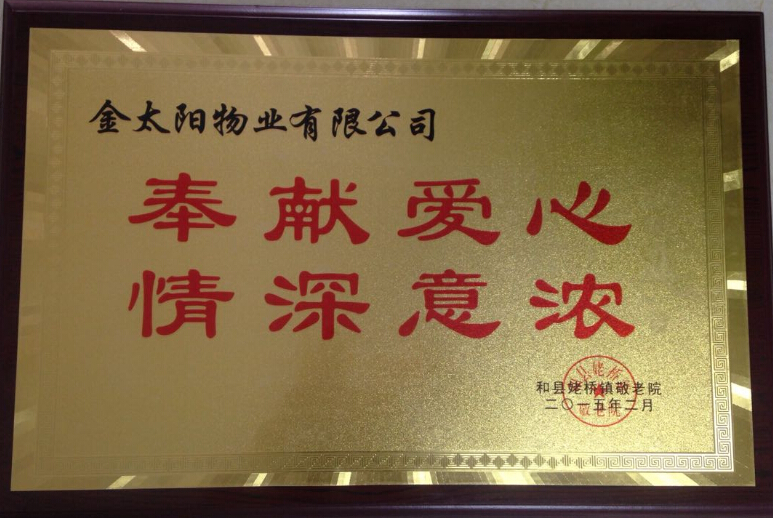 金太阳物业有限公司
奉献爱心
情深意浓
和县姥桥镇敬老院
二〇一五年二月